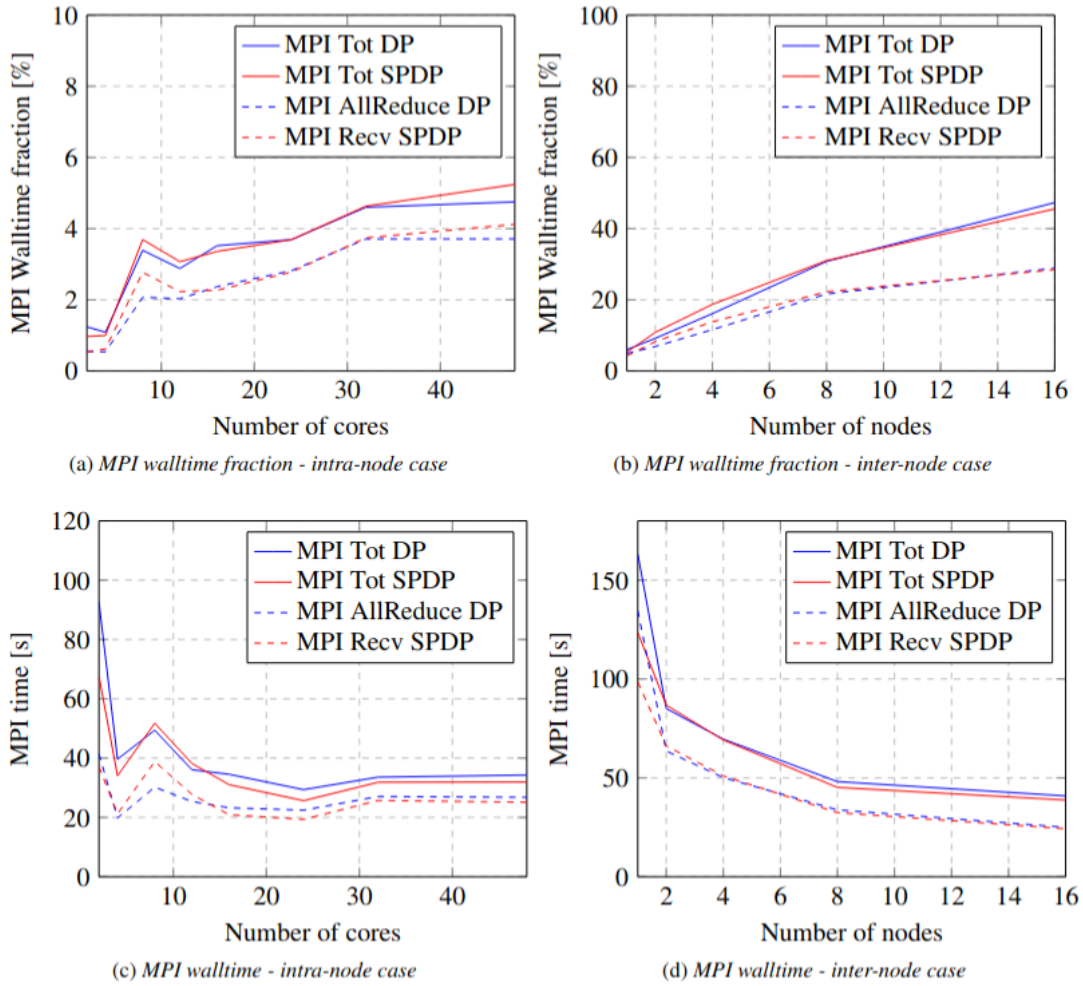 10
8
6
4
2
0
MPI Walltime fraction [%]
MPI Tot DP
MPI Tot SPDP
MPI AllReduce DP
MPI Recv SPDP
10 20 30 40
Number of cores
(a) MPI walltime fraction - intra-node case
100
80
60
40
20
0
MPI Walltime fraction [%]
MPI Tot DP
MPI Tot SPDP
MPI AllReduce DP
MPI Recv SPDP
2 4 6 8 10 12 14 16
Number of nodes
(b) MPI walltime fraction - inter-node case
120
100
80
60
40
20
0
MPI time [s]
MPI Tot DP
MPI Tot SPDP
MPI AllReduce DP
MPI Recv SPDP
10 20 30 40
Number of cores
(c) MPI walltime - intra-node case
150
100
50
0
MPI time [s]
MPI Tot DP
MPI Tot SPDP
MPI AllReduce DP
MPI Recv SPDP
2 4 6 8 10 12 14 16
Number of nodes
(d) MPI walltime - inter-node case